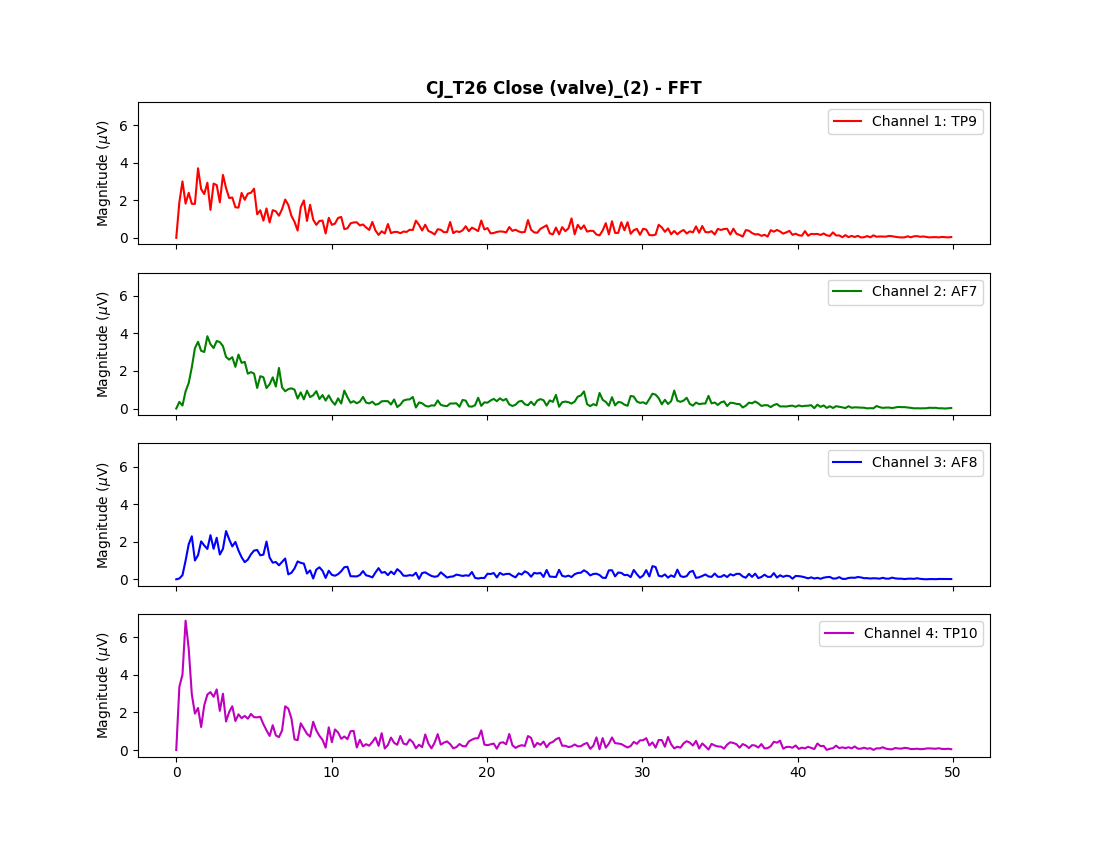 CJ_T26 Close (valve)_(2) - FFT
Magnitude (µV)
6
4
2
0
Channel 1: TP9
Magnitude (µV)
6
4
2
0
Channel 2: AF7
Magnitude (µV)
6
4
2
0
Channel 3: AF8
Magnitude (µV)
6
4
2
0
Channel 4: TP10
0 10 20 30 40 50